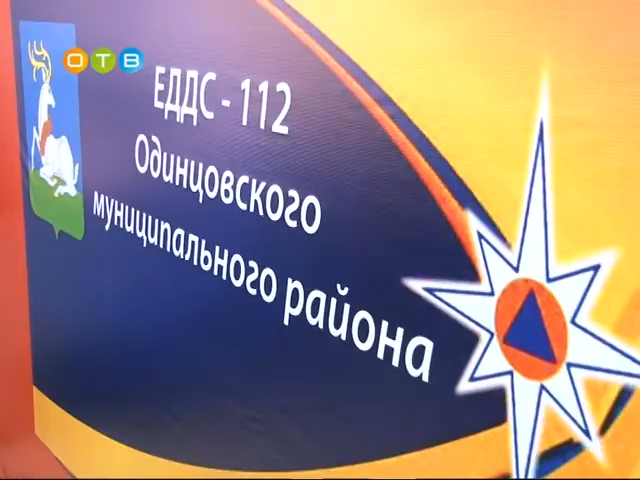 ОТВ
ЕДДС - 112
Одинцовского
муниципального района